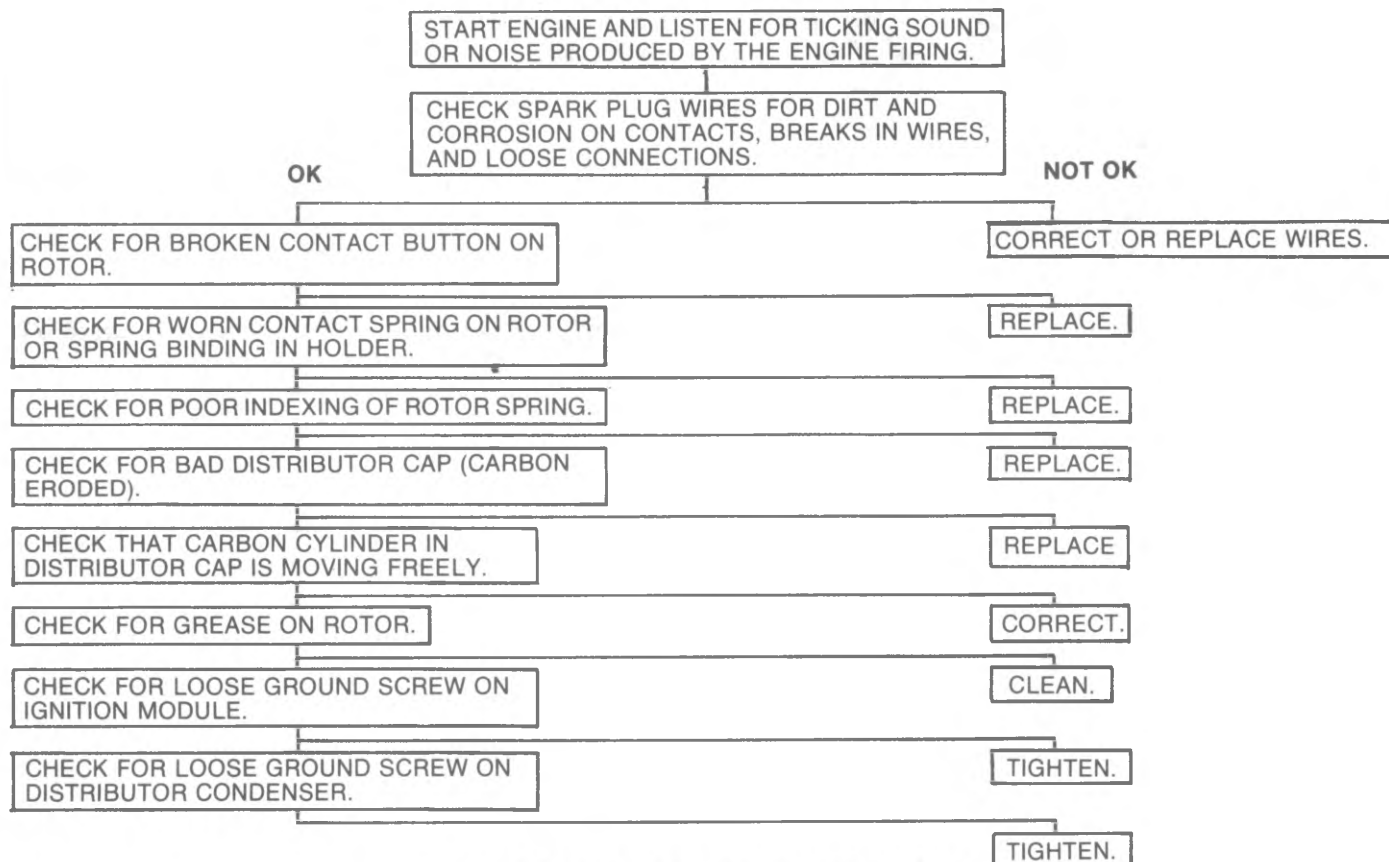 START ENGINE AND LISTEN FOR TICKING SOUND
OR NOISE PRODUCED BY THE ENGINE FIRING.
CHECK SPARK PLUG WIRES FOR DIRT AND
CORROSION ON CONTACTS, BREAKS IN WIRES,
AND LOOSE CONNECTIONS.
OK
NOT OK
CHECK FOR BROKEN CONTACT BUTTON ON
ROTOR.
CORRECT OR REPLACE WIRES.
CHECK FOR WORN CONTACT SPRING ON ROTOR
OR SPRING BINDING IN HOLDER.
REPLACE.
CHECK FOR POOR INDEXING OF ROTOR SPRING.
REPLACE.
CHECK FOR BAD DISTRIBUTOR CAP (CARBON
ERODED).
REPLACE.
CHECK THAT CARBON CYLINDER IN
DISTRIBUTOR CAP IS MOVING FREELY.
REPLACE
CHECK FOR GREASE ON ROTOR.
CORRECT.
CHECK FOR LOOSE GROUND SCREW ON
IGNITION MODULE.
CLEAN.
CHECK FOR LOOSE GROUND SCREW ON
DISTRIBUTOR CONDENSER.
TIGHTEN.
TIGHTEN.